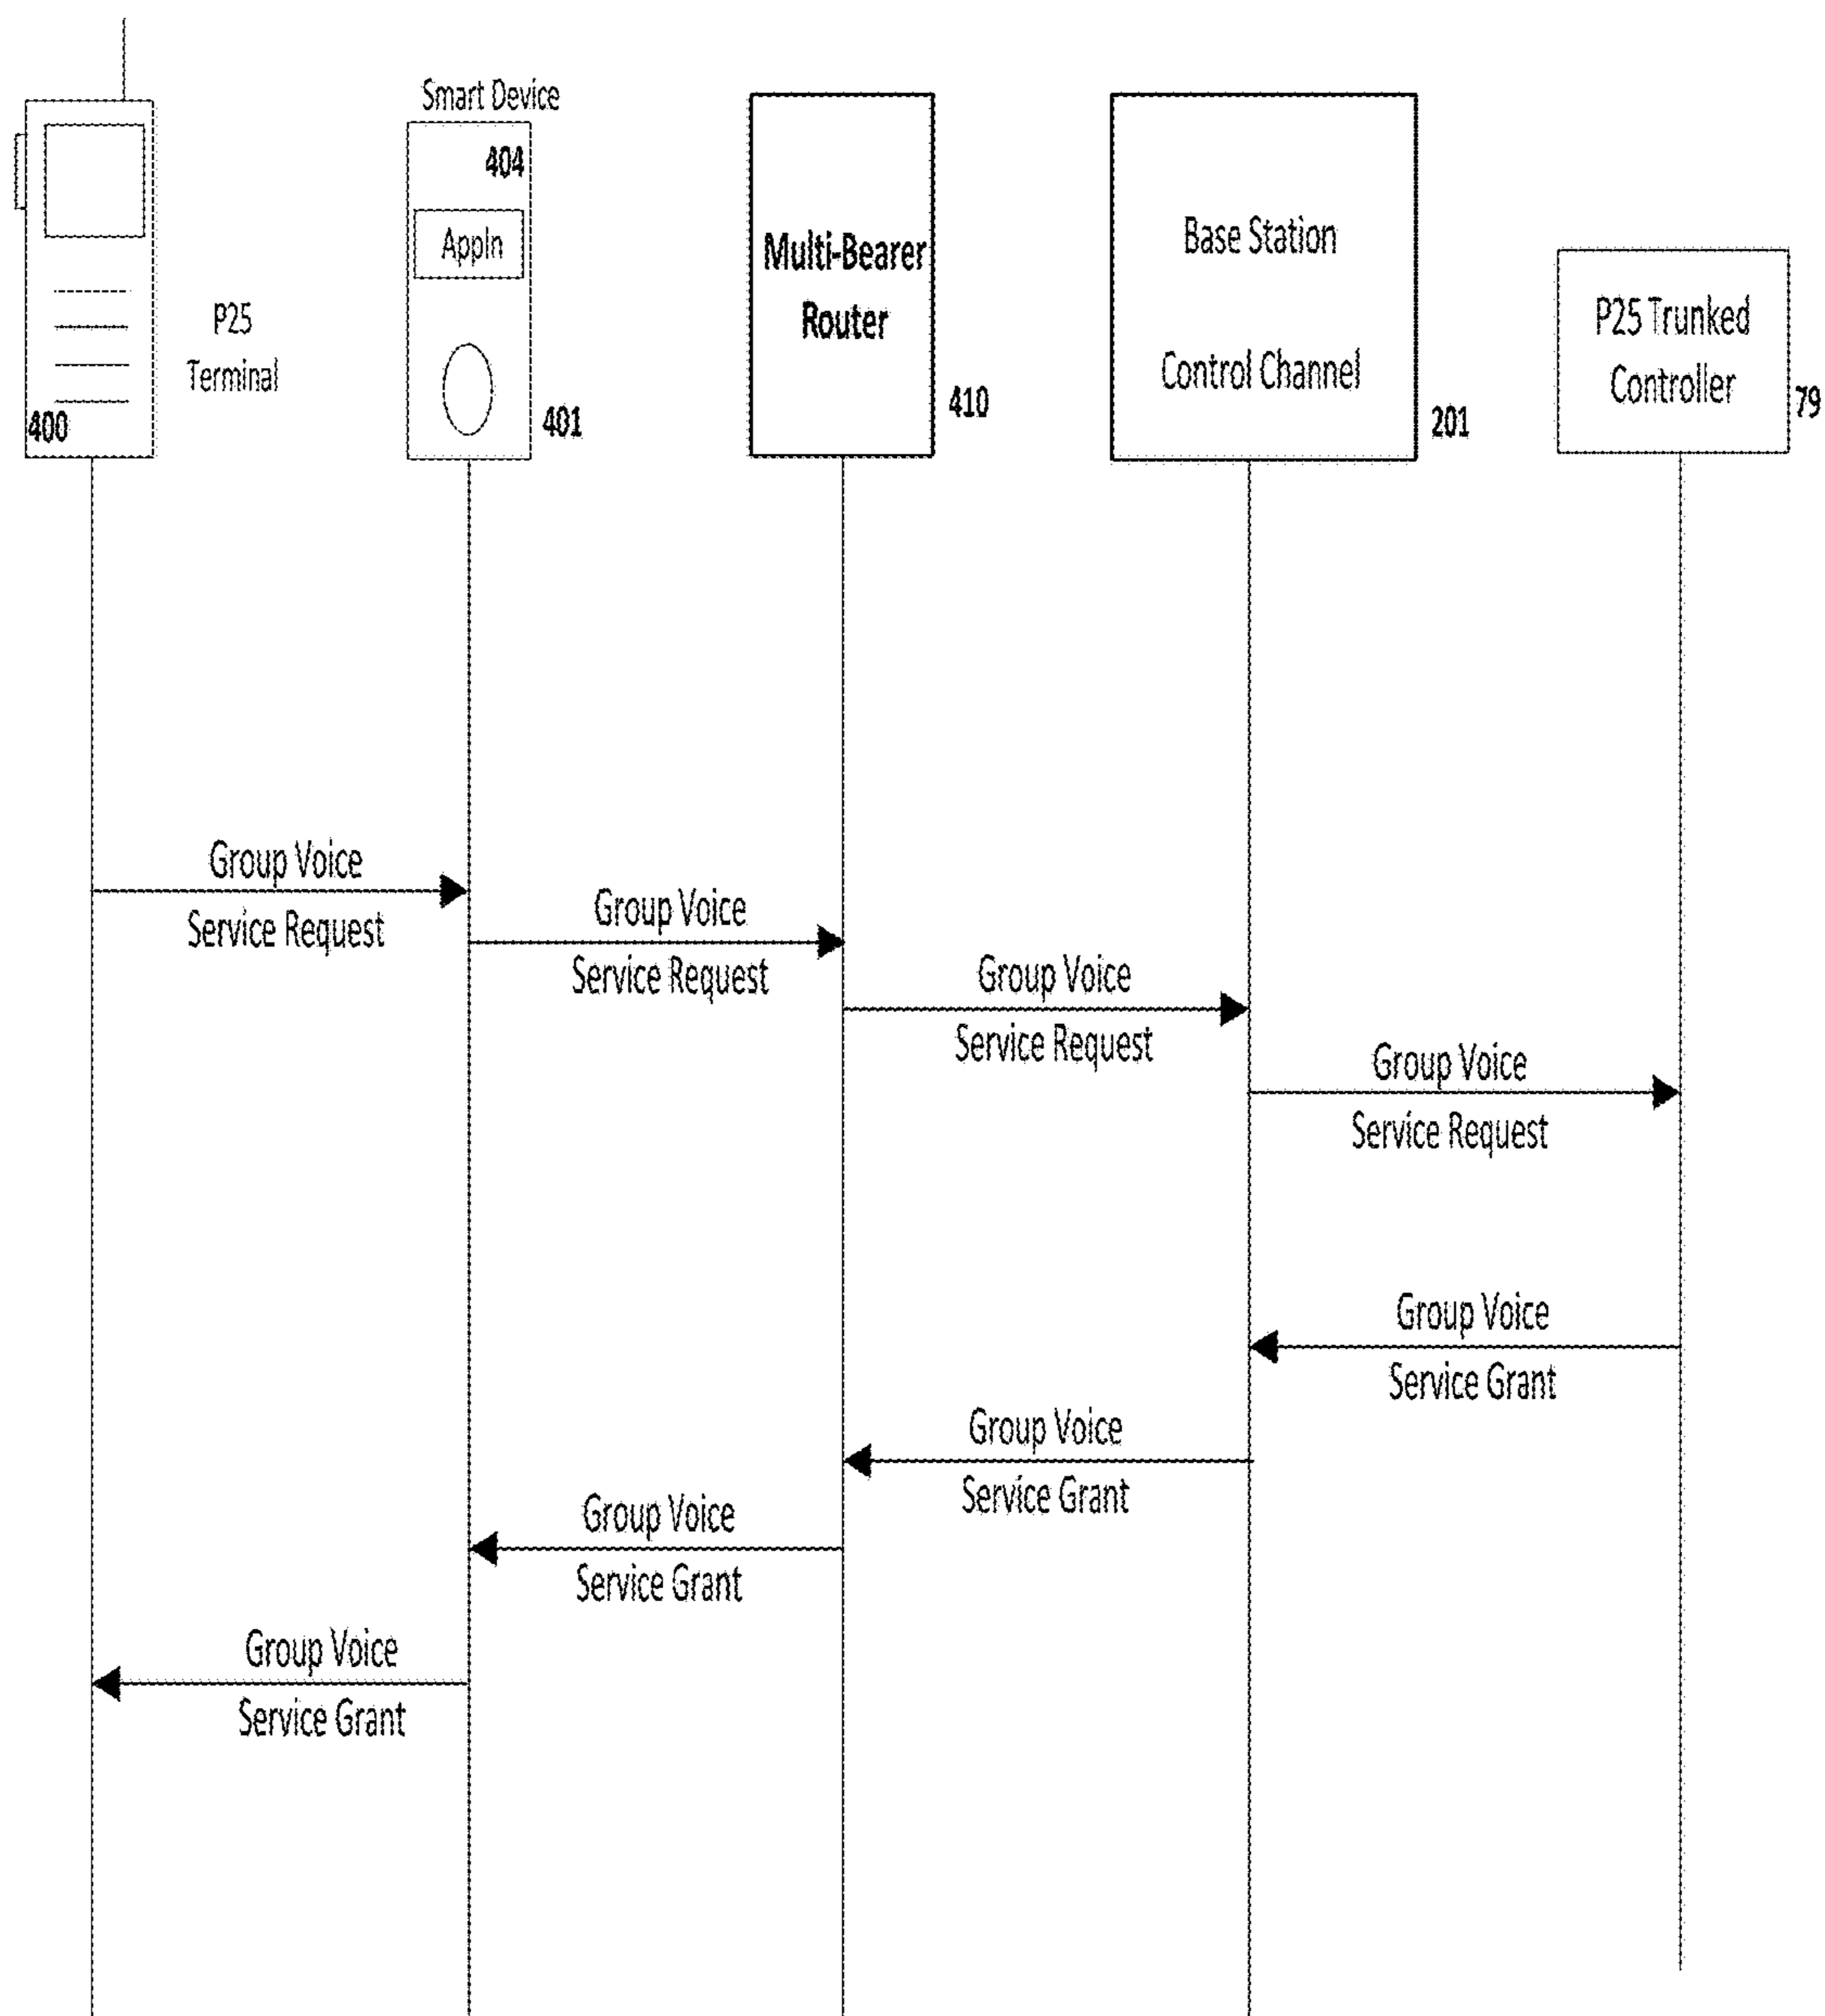 Smart Device
404
Appln
401
P25
Terminal
400
Multi-Bearer
Router
410
Base Station
Control Channel
201
P25 Trunked
Controller
79
Group Voice
Service Request
Group Voice
Service Request
Group Voice
Service Request
Group Voice
Service Request
Group Voice
Service Grant
Group Voice
Service Grant
Group Voice
Service Grant
Group Voice
Service Grant